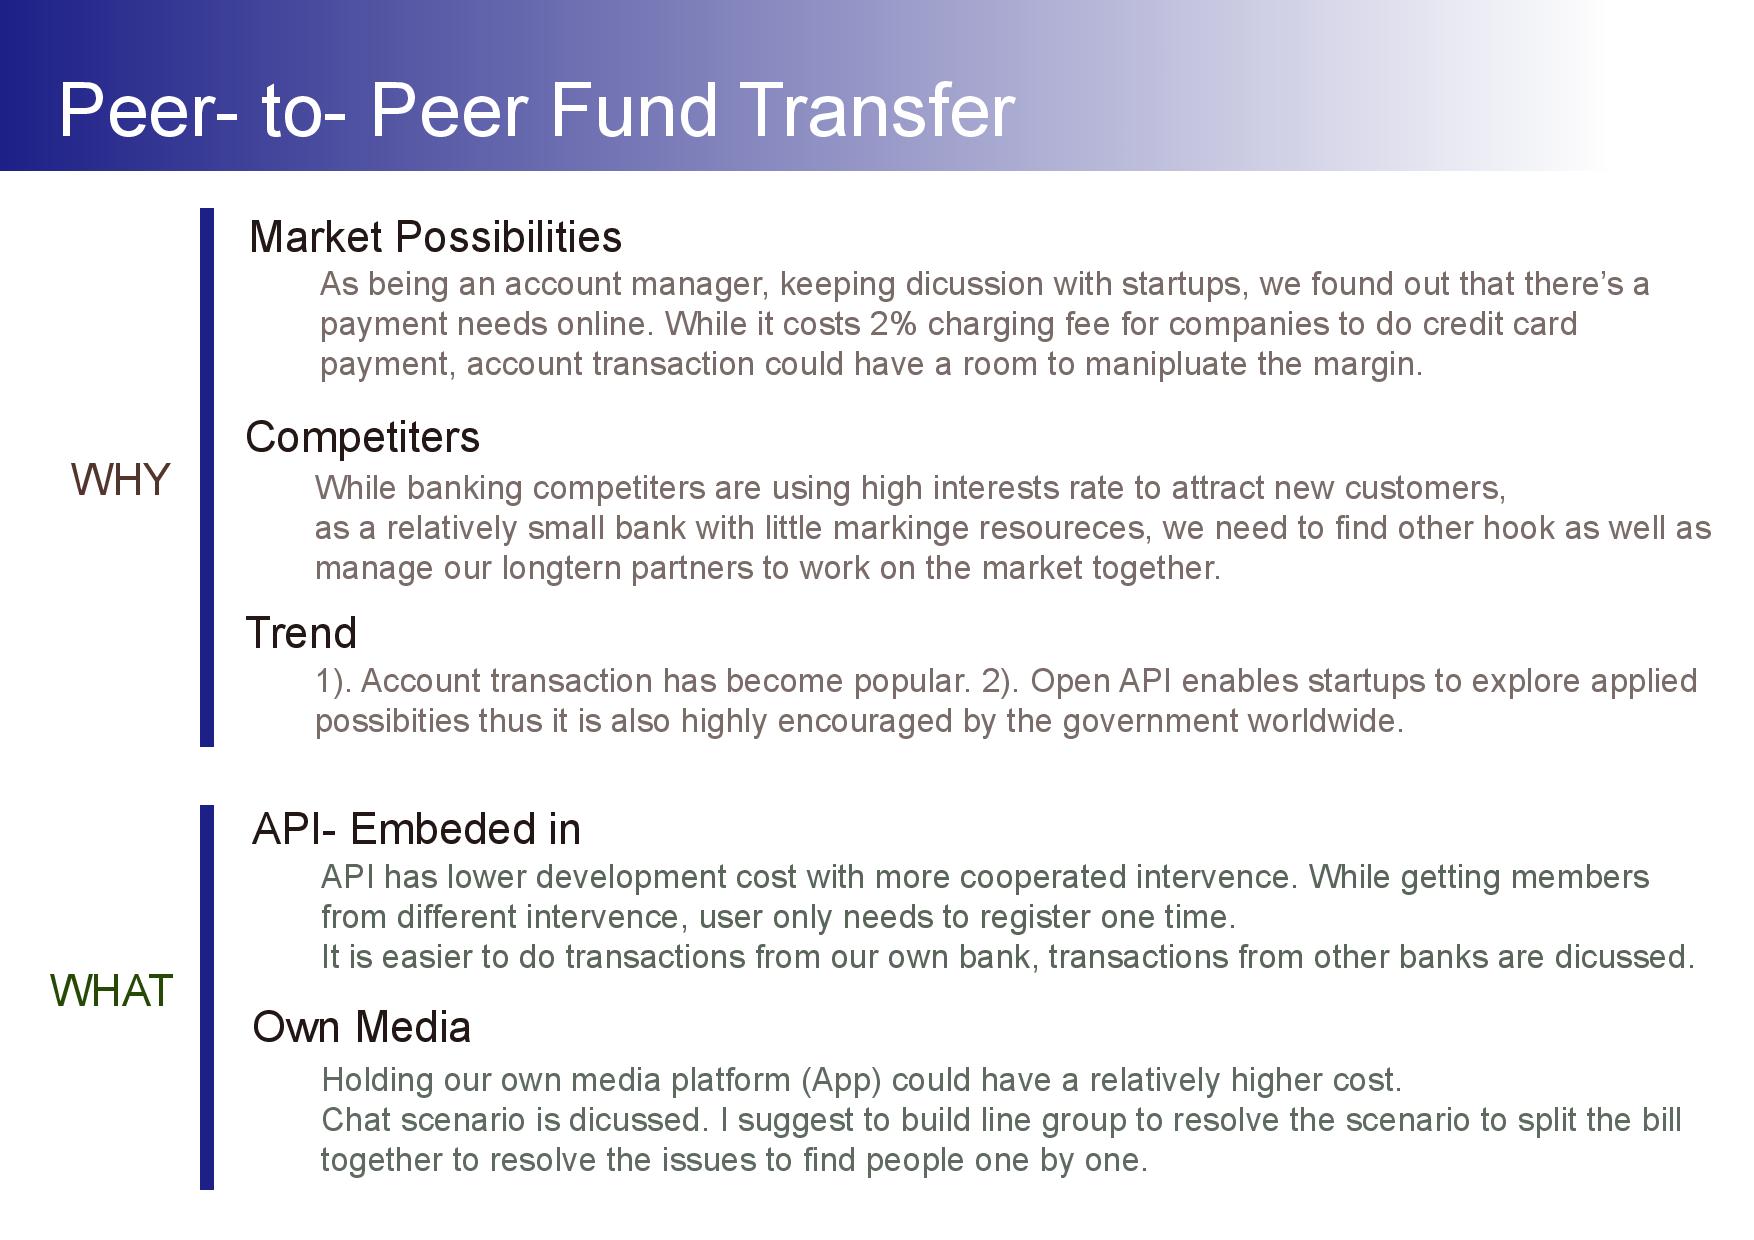 Peer- to- Peer Fund Transfer
WHY
Market Possibilities
As being an account manager, keeping dicussion with startups, we found out that there’s a
payment needs online. While it costs 2% charging fee for companies to do credit card
payment, account transaction could have a room to manipluate the margin.
Competiters
While banking competiters are using high interests rate to attract new customers,
as a relatively small bank with little markinge resoureces, we need to find other hook as well as
manage our longtern partners to work on the market together.
Trend
1). Account transaction has become popular. 2). Open API enables startups to explore applied
possibities thus it is also highly encouraged by the government worldwide.
WHAT
API- Embeded in
API has lower development cost with more cooperated intervence. While getting members
from different intervence, user only needs to register one time.
It is easier to do transactions from our own bank, transactions from other banks are dicussed.
Own Media
Holding our own media platform (App) could have a relatively higher cost.
Chat scenario is dicussed. I suggest to build line group to resolve the scenario to split the bill
together to resolve the issues to find people one by one.